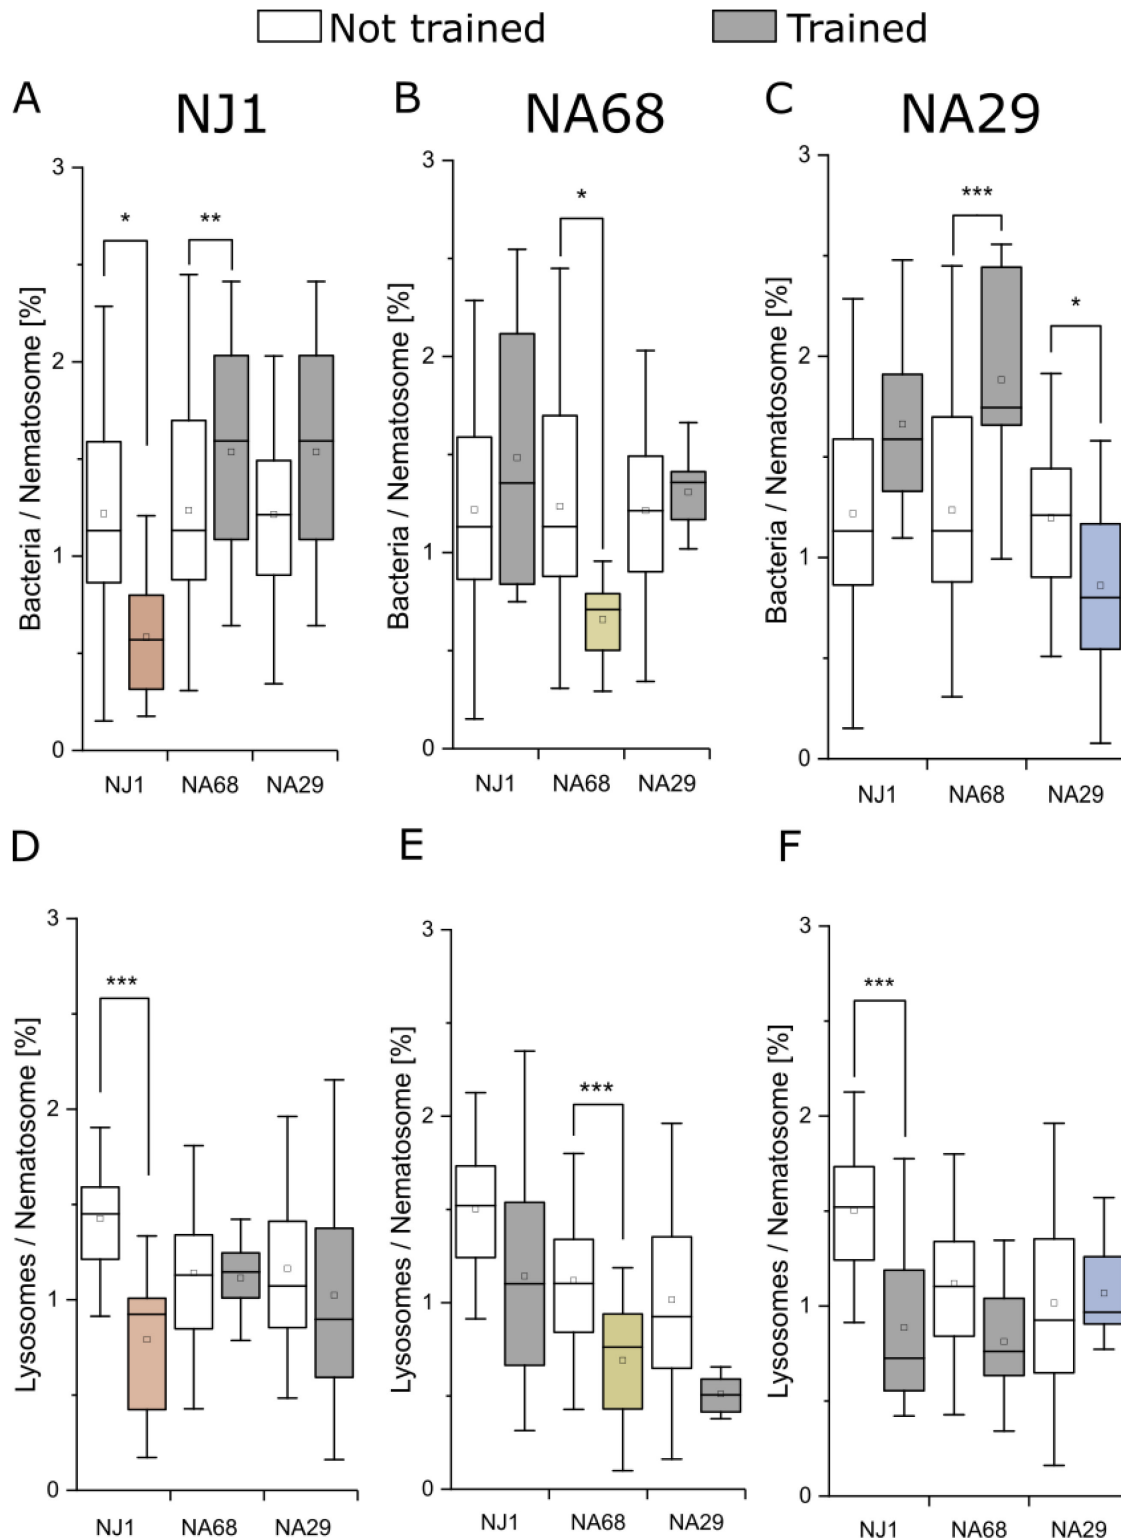 Not trained Trained
A NJ1 B NA68 C NA29
Bacteria / Nematosome [%]
3
2
1
0
* **
NJ1 NA68 NA29
Bacteria / Nematosome [%]
3
2
1
0
*
NJ1 NA68 NA29
Bacteria / Nematosome [%]
3
2
1
0
*** *
NJ1 NA68 NA29
D E F
Lysosomes / Nematosome [%]
3
2
1
0
***
NJ1 NA68 NA29
Lysosomes / Nematosome [%]
3
2
1
0
***
NJ1 NA68 NA29
Lysosomes / Nematosome [%]
3
2
1
0
***
NJ1 NA68 NA29